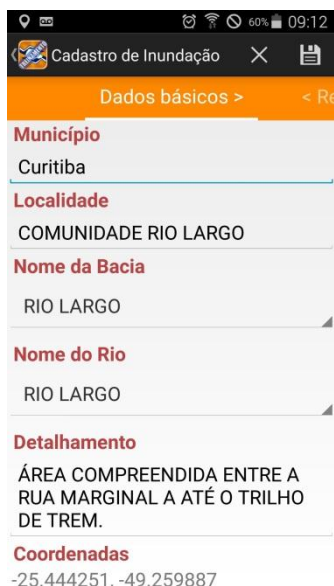 60% 09:12
Cadastro de Inundação
Dados básicos > < Re
Município
Curitiba
Localidade
COMUNIDADE RIO LARGO
Nome da Bacia
RIO LARGO
Nome do Rio
RIO LARGO
Detalhamento
ÁREA COMPREENDIDA ENTRE A
RUA MARGINAL A ATÉ O TRILHO
DE TREM.
Coordenadas
-25.444251, -49.259887